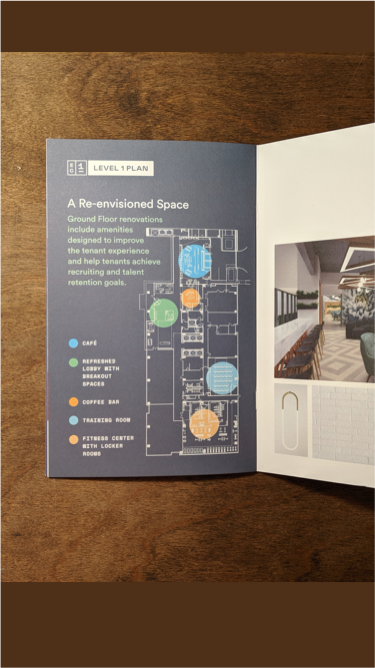 LEVEL 1 PLAN
A Re-envisioned Space
Ground Floor renovations
include amenities
designed to improve
the tenant experience
and help tenants achieve
recruiting and talent
retention goals.
CAFÉ
REFRESHED
LOBBY WITH
BREAKOUT
SPACES
COFFEE BAR
TRAINING ROOM
FITNESS CENTER
WITH LOCKER
ROOMS